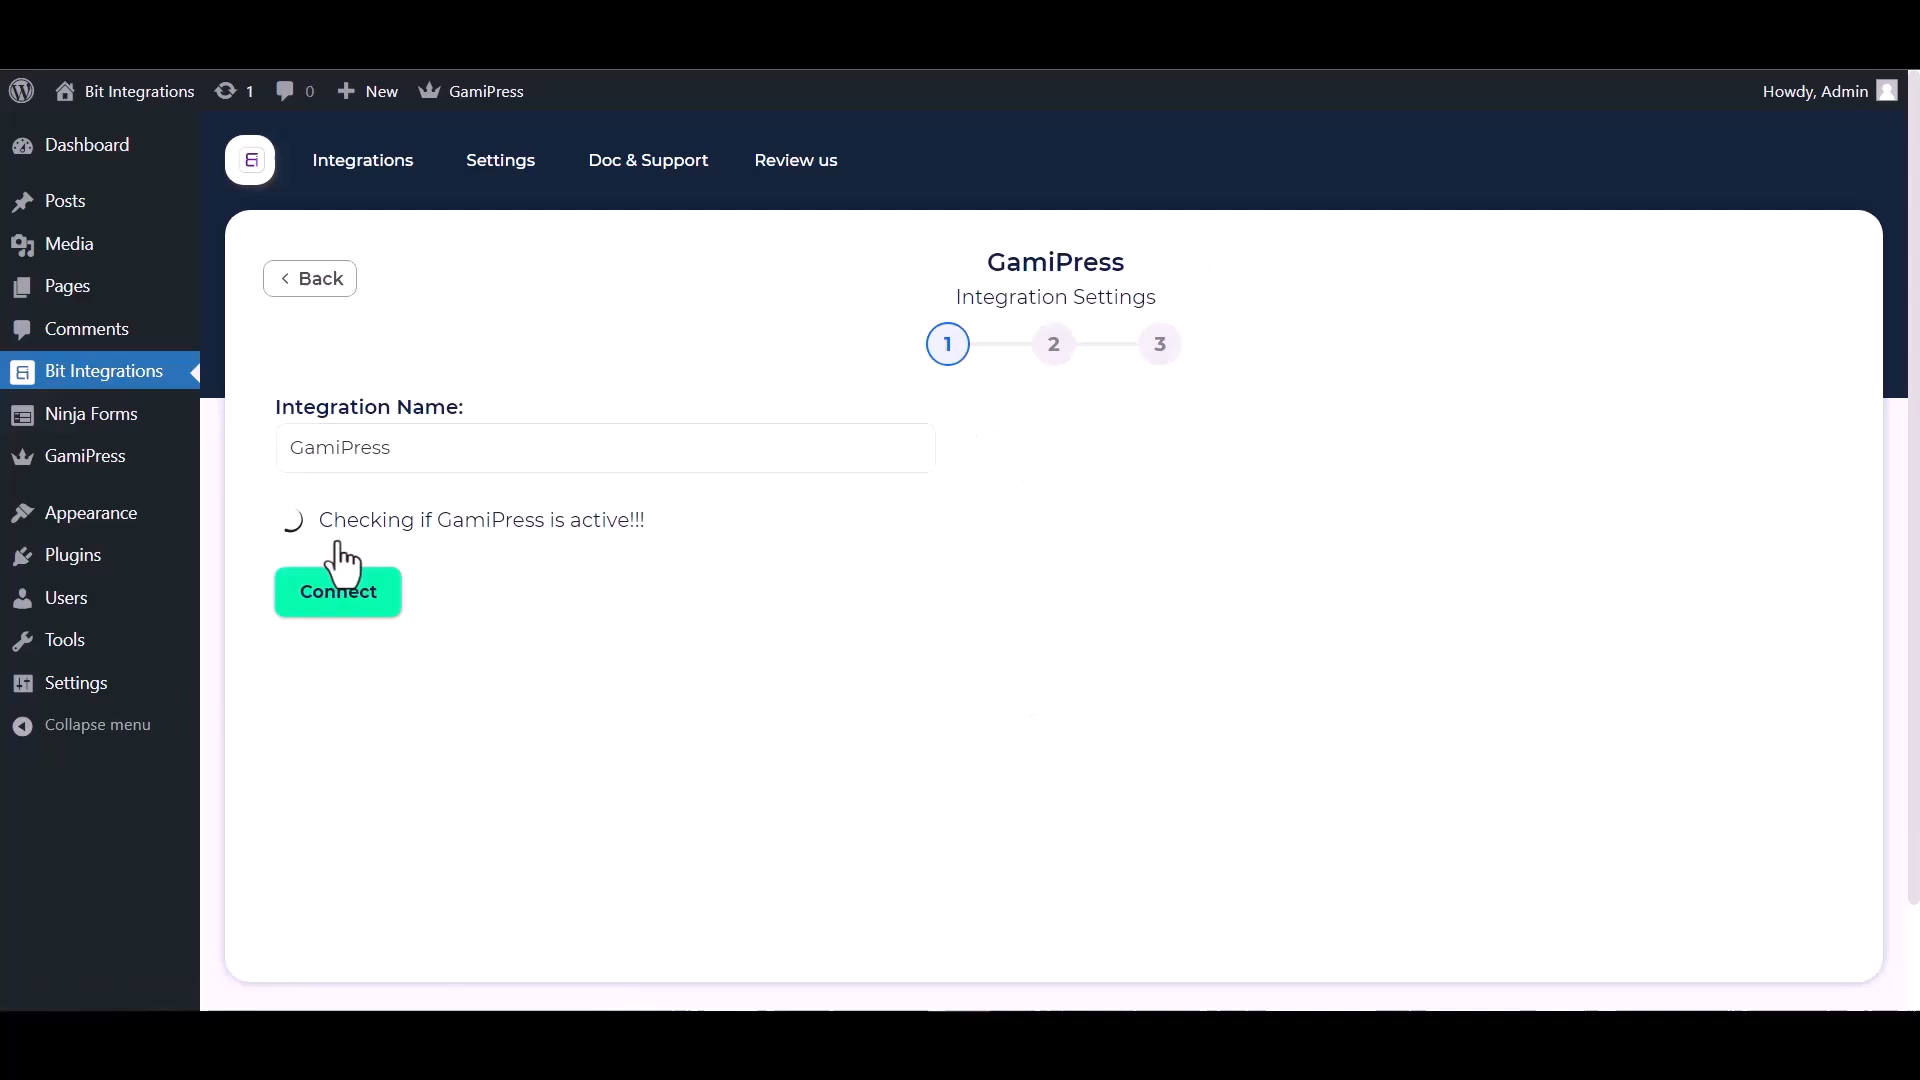 Bit Integrations 1 0 New GamiPress Howdy, Admin
Dashboard
Posts
Media
Pages
Comments
Bit Integrations
Ninja Forms
GamiPress
Appearance
Plugins
Users
Tools
Settings
Collapse menu
Integrations Settings Doc & Support Review us
Back
GamiPress
Integration Settings
1 2 3
Integration Name:
GamiPress
Checking if GamiPress is active!!!
Connect